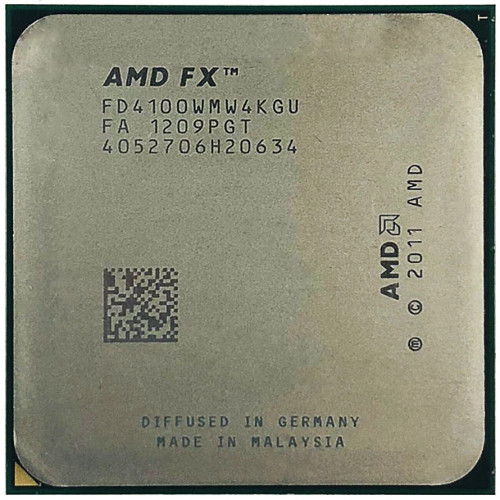 AMD FX™
FD4100WMW4KGU
FA 1209PGT
4052706H20634
AMD
ⓜ © 2011 AMD
DIFFUSED IN GERMANY
MADE IN MALAYSIA